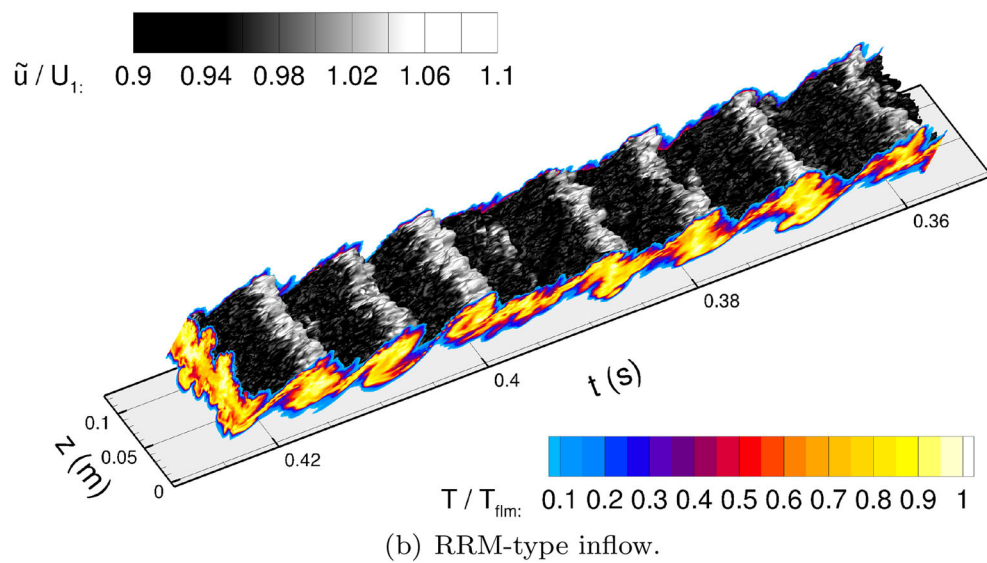 ũ / U₁:
0.9 0.94 0.98 1.02 1.06 1.1
0.36
0.38
0.4
0.42
t (s)
0.1
0.05
0
z (m)
T / Tflm:
0.1 0.2 0.3 0.4 0.5 0.6 0.7 0.8 0.9 1
(b) RRM-type inflow.